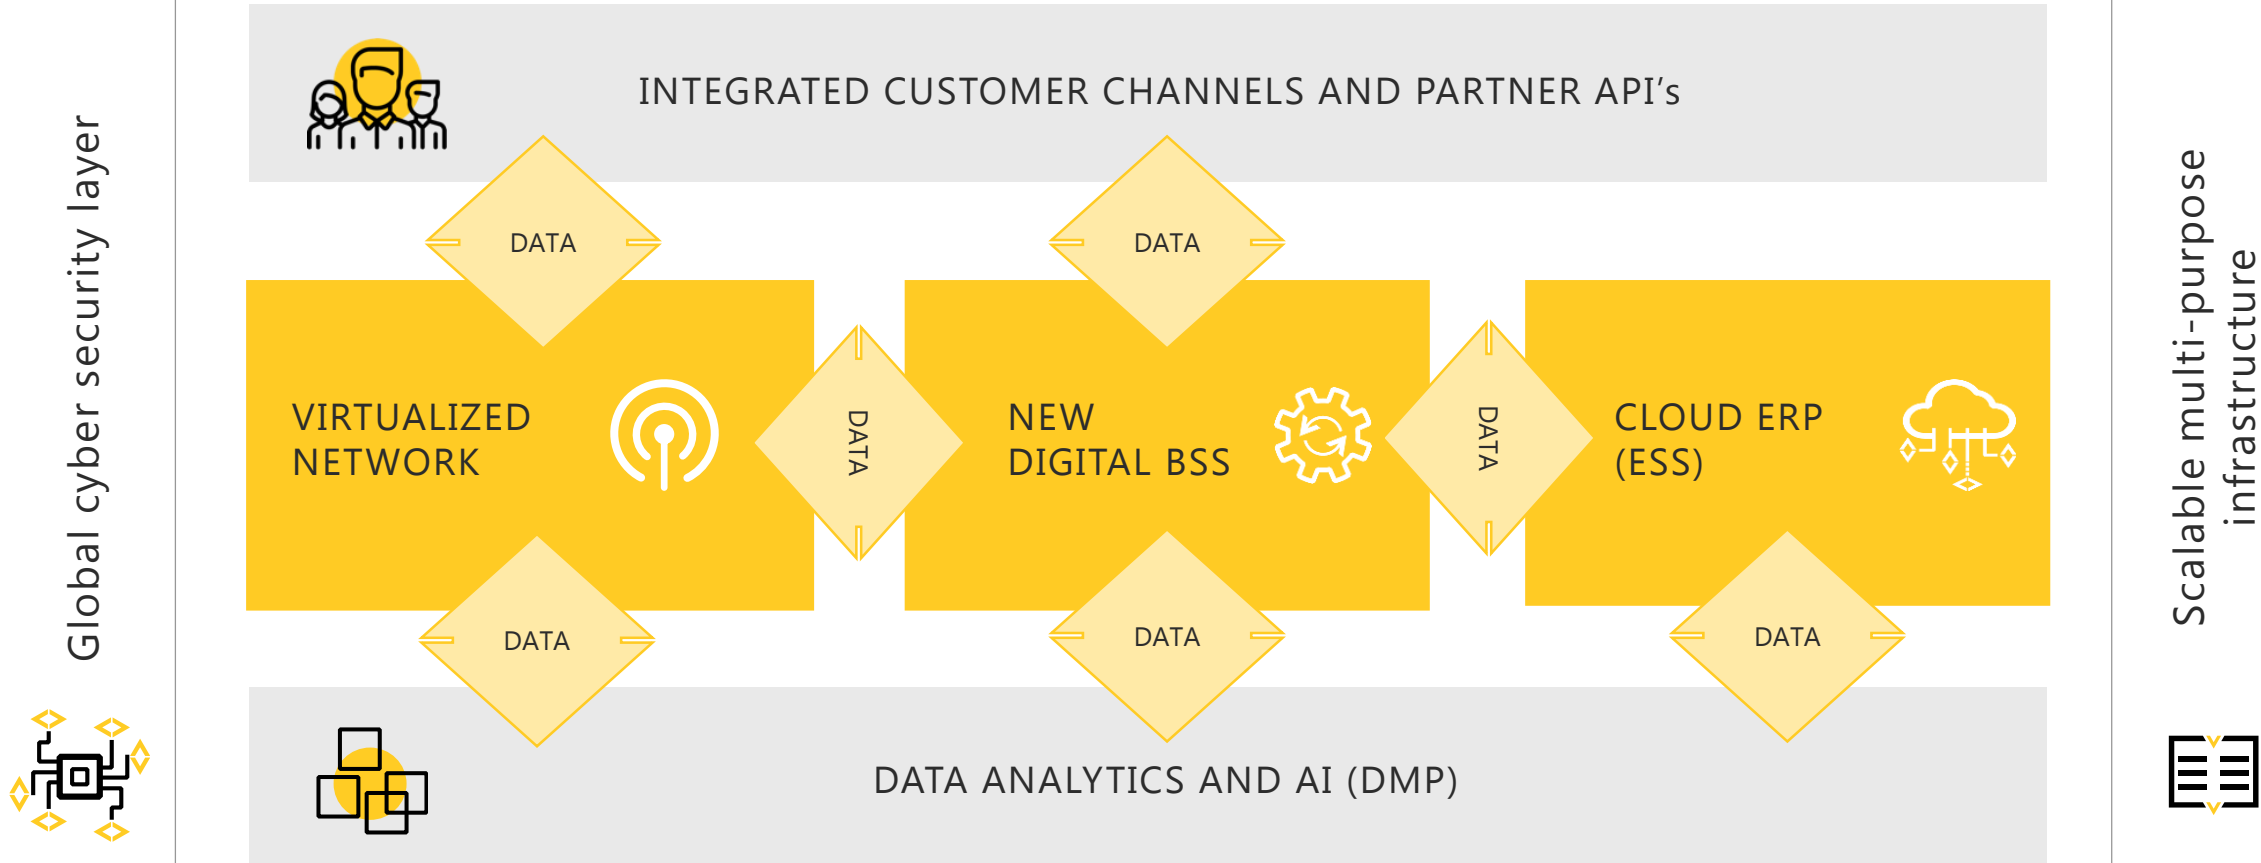 INTEGRATED CUSTOMER CHANNELS AND PARTNER API’s
Global cyber security layer
DATA
DATA
VIRTUALIZED
NETWORK
DATA
NEW
DIGITAL BSS
DATA
CLOUD ERP
(ESS)
DATA
DATA
DATA
DATA ANALYTICS AND AI (DMP)
Scalable multi-purpose
infrastructure